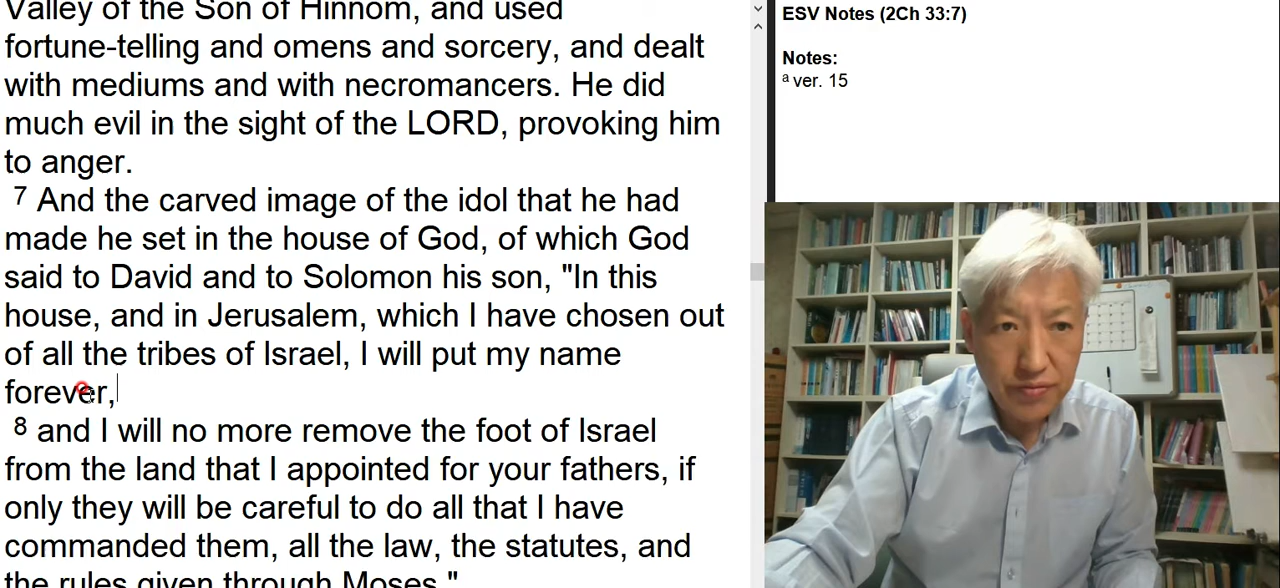 Valley of the Son of Hinnom, and used
fortune-telling and omens and sorcery, and dealt
with mediums and with necromancers. He did
much evil in the sight of the LORD, provoking him
to anger.
7 And the carved image of the idol that he had
made he set in the house of God, of which God
said to David and to Solomon his son, "In this
house, and in Jerusalem, which I have chosen out
of all the tribes of Israel, I will put my name
forever,
8 and I will no more remove the foot of Israel
from the land that I appointed for your fathers, if
only they will be careful to do all that I have
commanded them, all the law, the statutes, and
the rules given through Moses."
ESV Notes (2Ch 33:7)
Notes:
a ver. 15